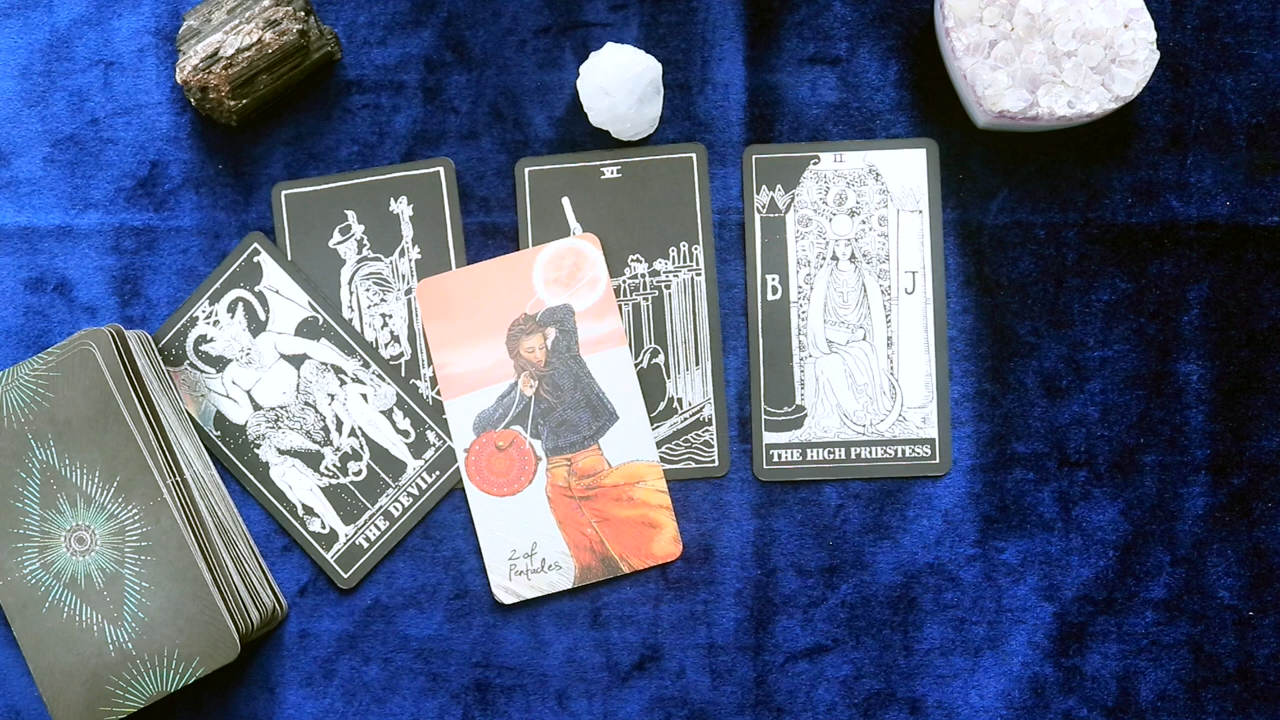 VI
II
B
J
THE HIGH PRIESTESS
THE DEVIL.
2 of
Pentacles